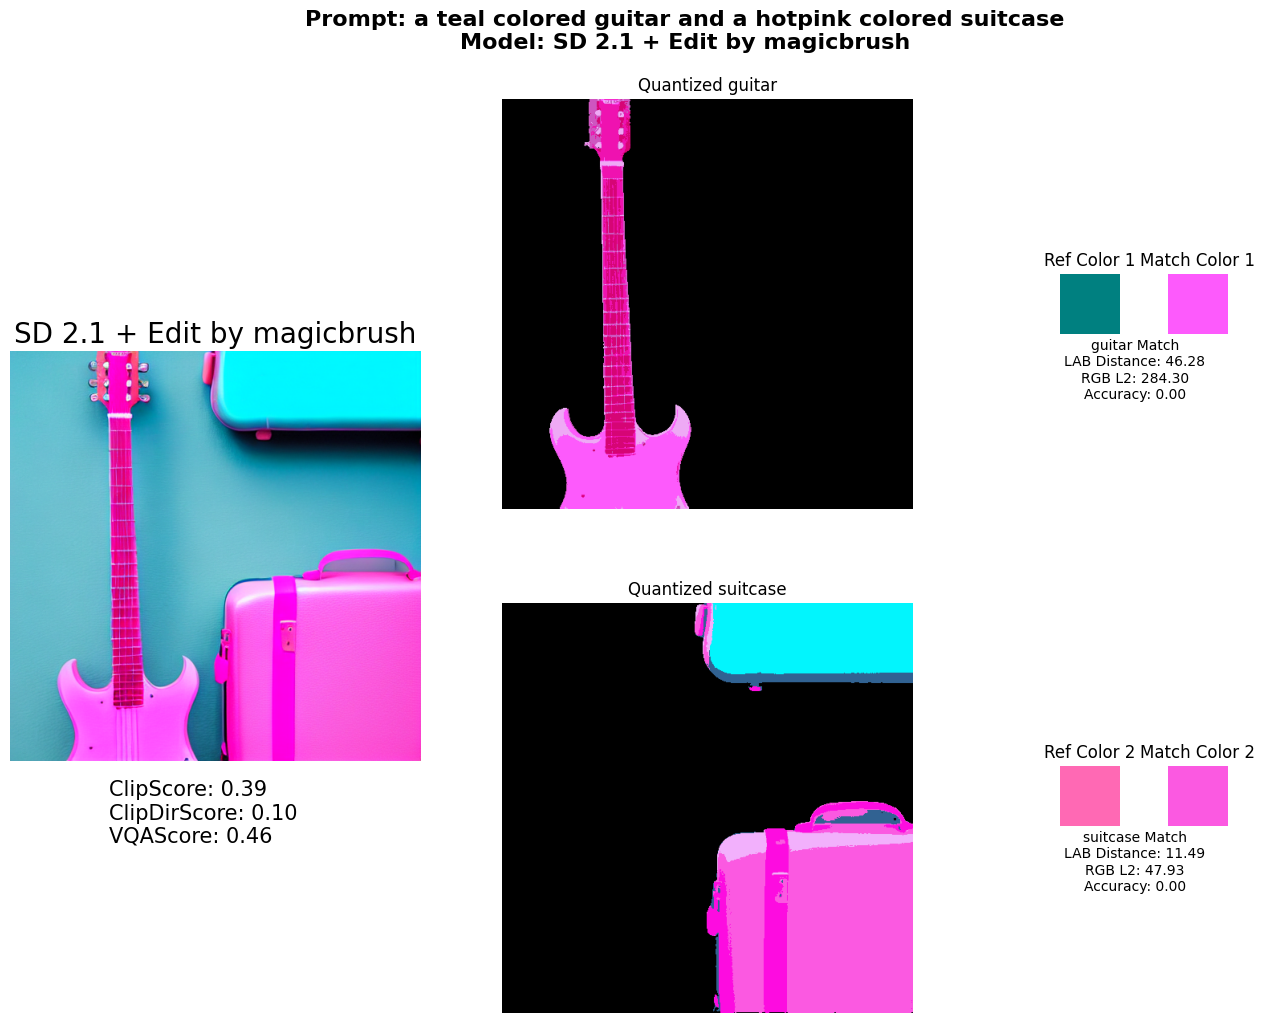 Prompt: a teal colored guitar and a hotpink colored suitcase
Model: SD 2.1 + Edit by magicbrush
Quantized guitar
SD 2.1 + Edit by magicbrush
ClipScore: 0.39
ClipDirScore: 0.10
VQAScore: 0.46
Ref Color 1 Match Color 1
guitar Match
LAB Distance: 46.28
RGB L2: 284.30
Accuracy: 0.00
Quantized suitcase
Ref Color 2 Match Color 2
suitcase Match
LAB Distance: 11.49
RGB L2: 47.93
Accuracy: 0.00